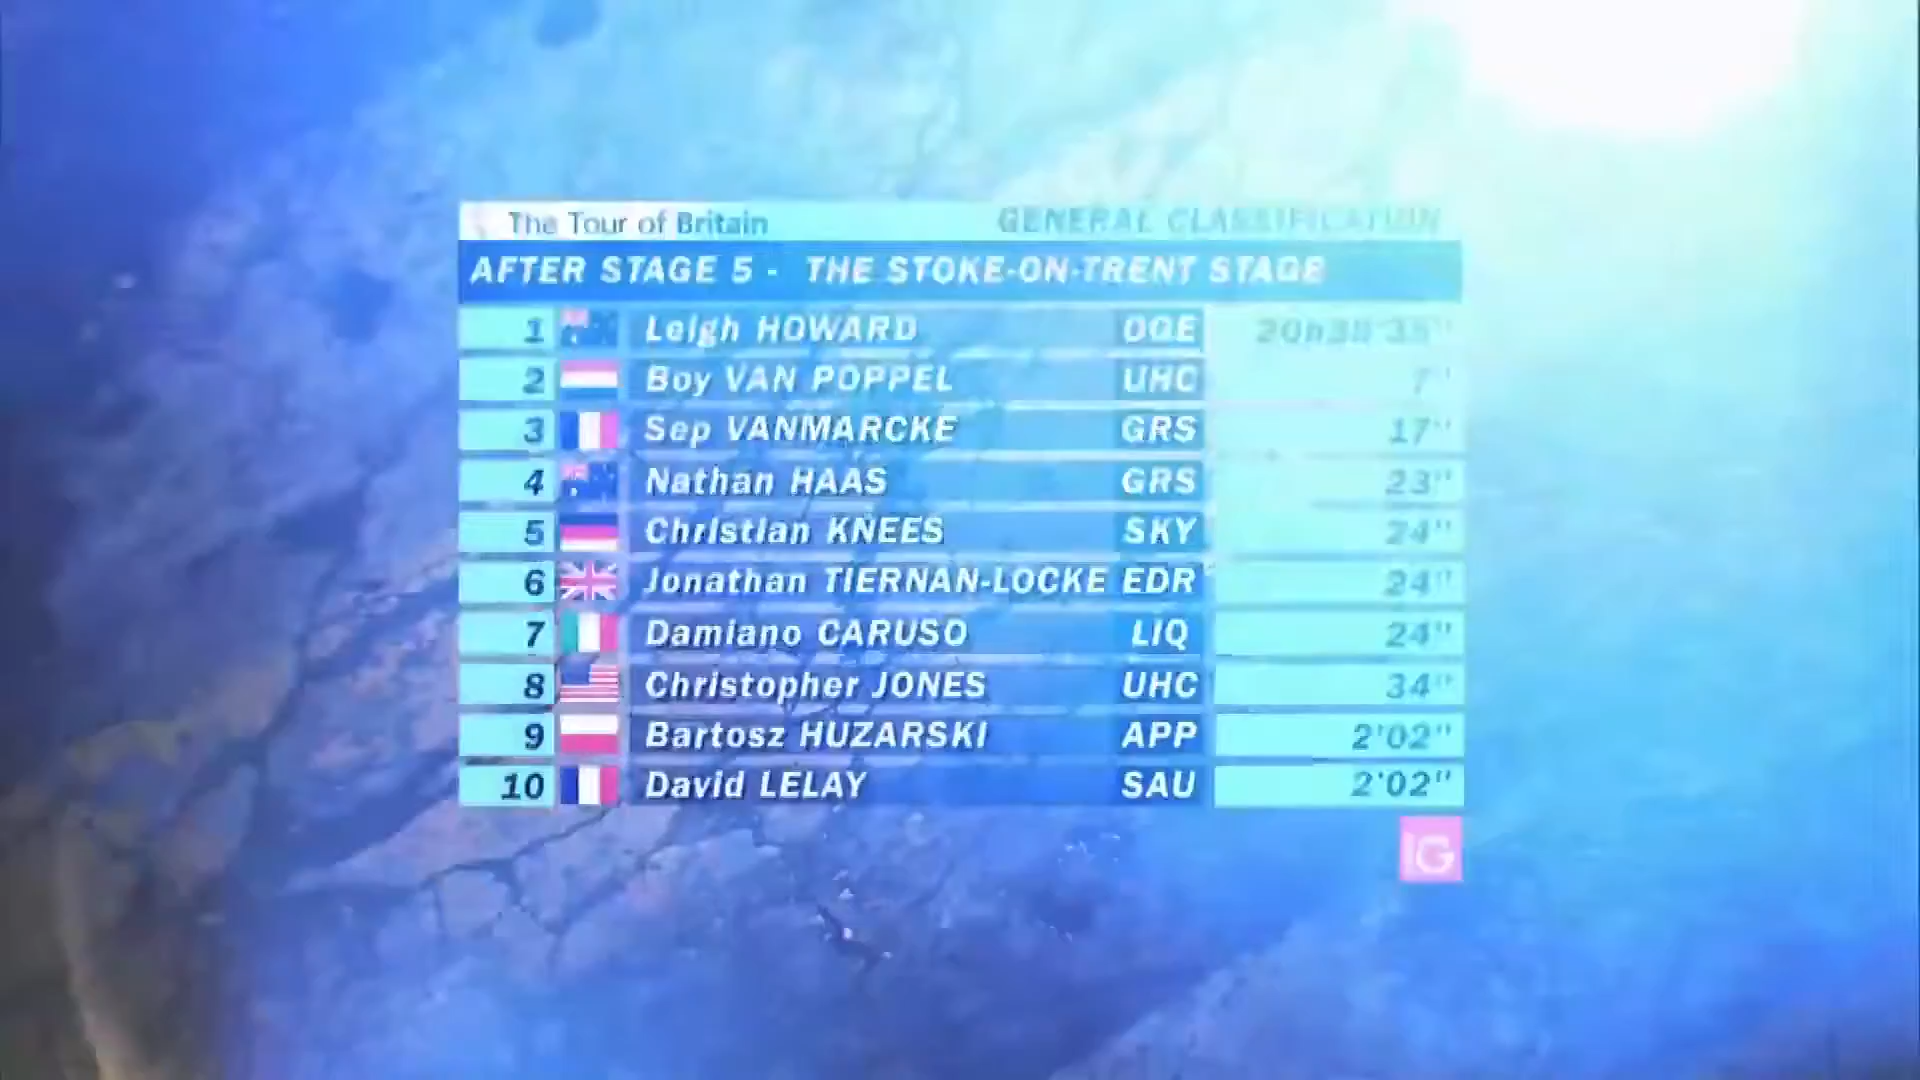 The Tour of Britain GENERAL CLASSIFICATION
AFTER STAGE 5 - THE STOKE-ON-TRENT STAGE
1 Leigh HOWARD OGE
2 Boy VAN POPPEL UHC 7"
3 Sep VANMARCKE GRS 17"
4 Nathan HAAS GRS 23"
5 Christian KNEES SKY 24"
6 Jonathan TIERNAN-LOCKE EDR 24"
7 Damiano CARUSO LIQ 24"
8 Christopher JONES UHC 34"
9 Bartosz HUZARSKI APP 2'02"
10 David LELAY SAU 2'02"
IG